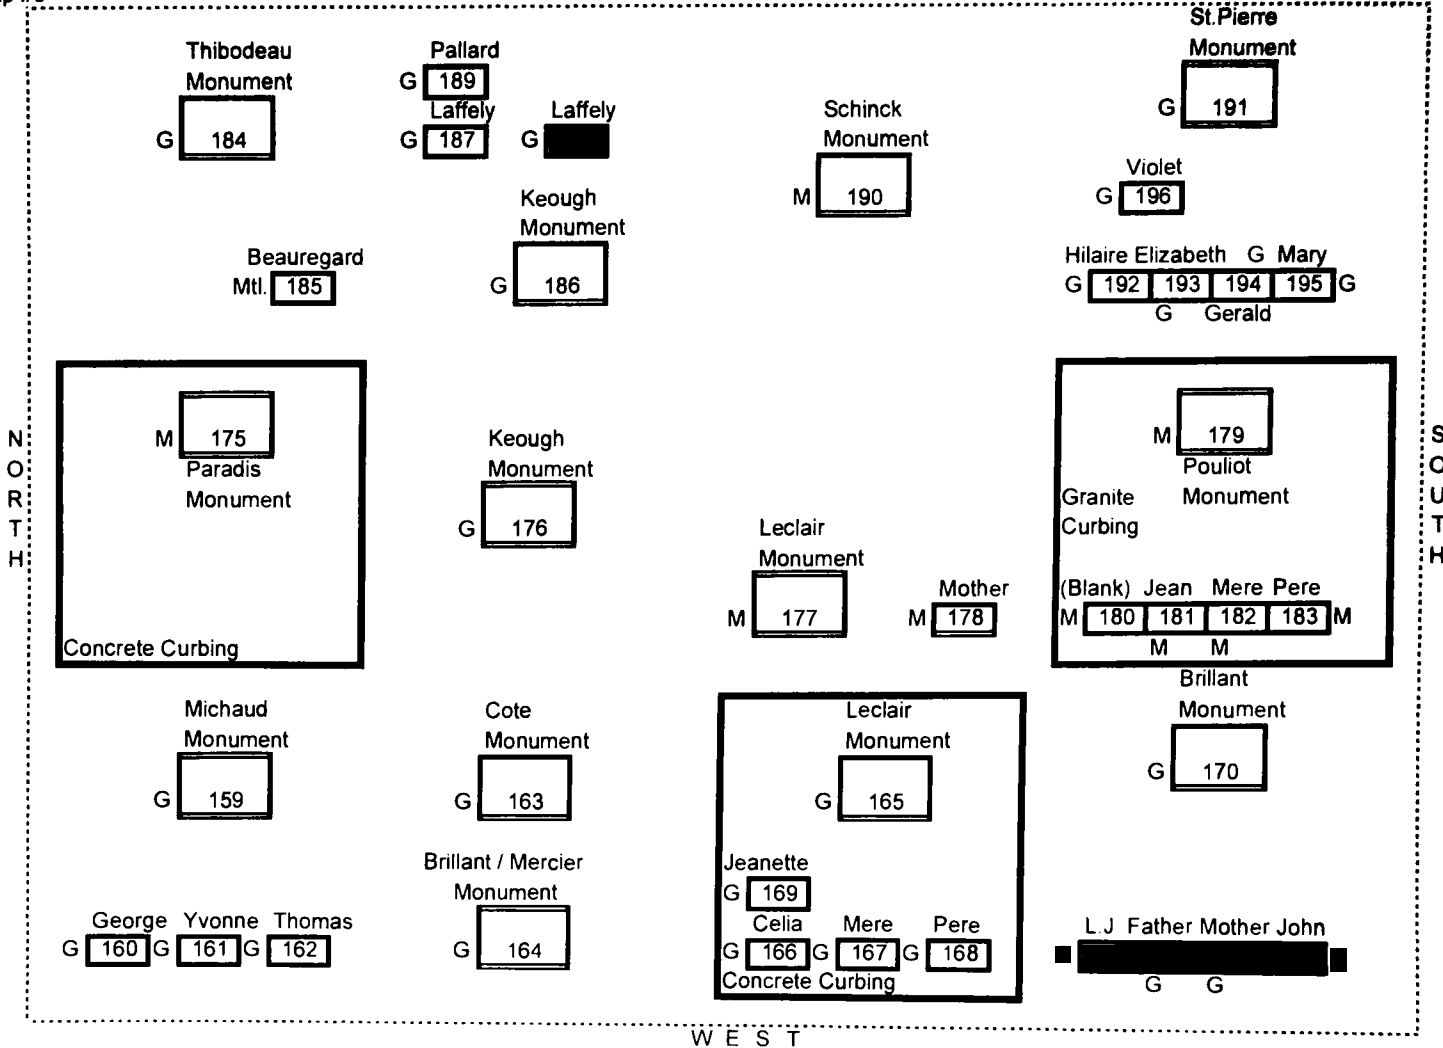 St.Pierre
Monument
G 191
Thibodeau
Monument
G 184
Pallard
G 189
Laffely
G 187
Laffely
G
Schinck
Monument
M 190
Violet
G 196
Keough
Monument
G 186
Beauregard
Mtl. 185
Hilaire Elizabeth G Mary
G 192 193 194 195 G
G Gerald
NORTH
SOUTH
M 175
Paradis
Monument
Concrete Curbing
Keough
Monument
G 176
M 179
Pouliot
Monument
Granite
Curbing
Leclair
Monument
M 177
Mother
M 178
(Blank) Jean Mere Pere
M 180 181 182 183 M
M M
Michaud
Monument
G 159
Cote
Monument
G 163
Leclair
Monument
G 165
Brillant
Monument
G 170
Brillant / Mercier
Monument
G 164
Jeanette
G 169
George Yvonne Thomas
G 160 G 161 G 162
Celia Mere Pere
G 166 G 167 G 168
Concrete Curbing
L.J Father Mother John
G G
WEST